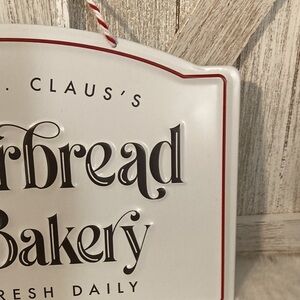 . CLAUS'S
rbread
Bakery
RESH DAILY